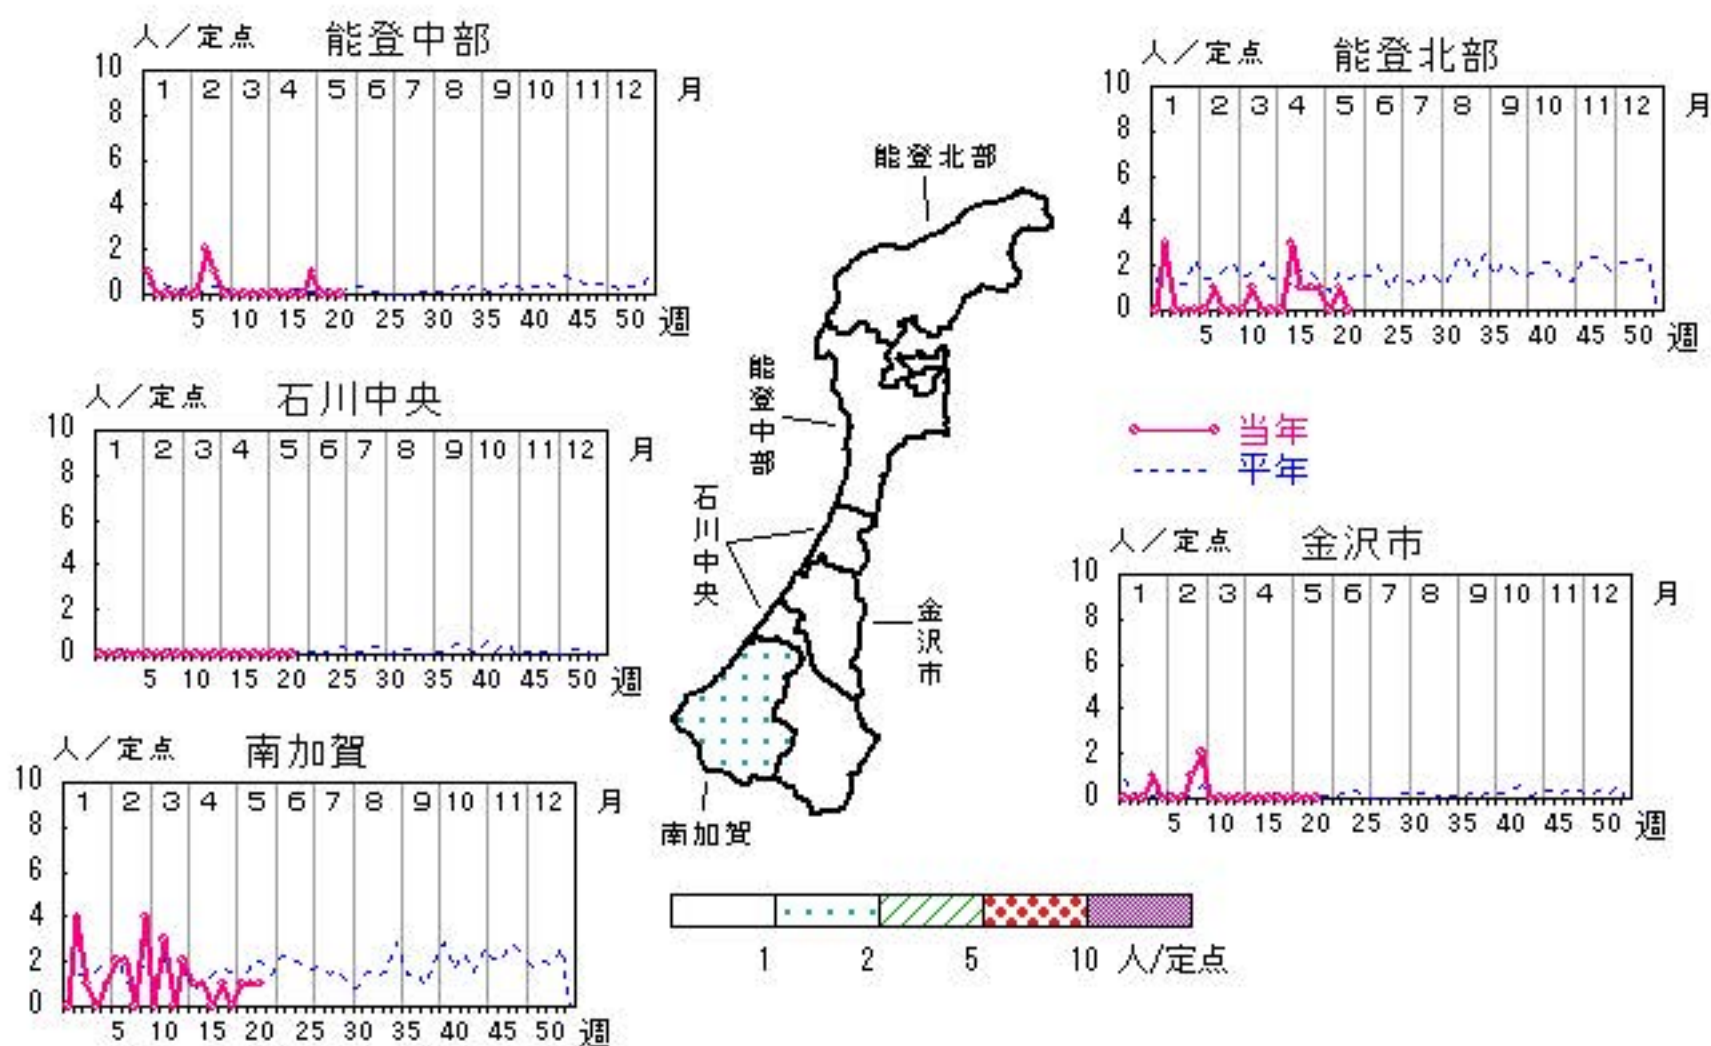 人／定点 能登中部
10 8 6 4 2 0
1 2 3 4 5 6 7 8 9 10 11 12 月
5 10 15 20 25 30 35 40 45 50 週
人／定点 能登北部
10 8 6 4 2 0
1 2 3 4 5 6 7 8 9 10 11 12 月
5 10 15 20 25 30 35 40 45 50 週
能登北部
能登中部
石川中央
金沢市
南加賀
人／定点 石川中央
10 8 6 4 2 0
1 2 3 4 5 6 7 8 9 10 11 12 月
5 10 15 20 25 30 35 40 45 50 週
当年
平年
人／定点 金沢市
10 8 6 4 2 0
1 2 3 4 5 6 7 8 9 10 11 12 月
5 10 15 20 25 30 35 40 45 50 週
人／定点 南加賀
10 8 6 4 2 0
1 2 3 4 5 6 7 8 9 10 11 12 月
5 10 15 20 25 30 35 40 45 50 週
1 2 5 10 人/定点